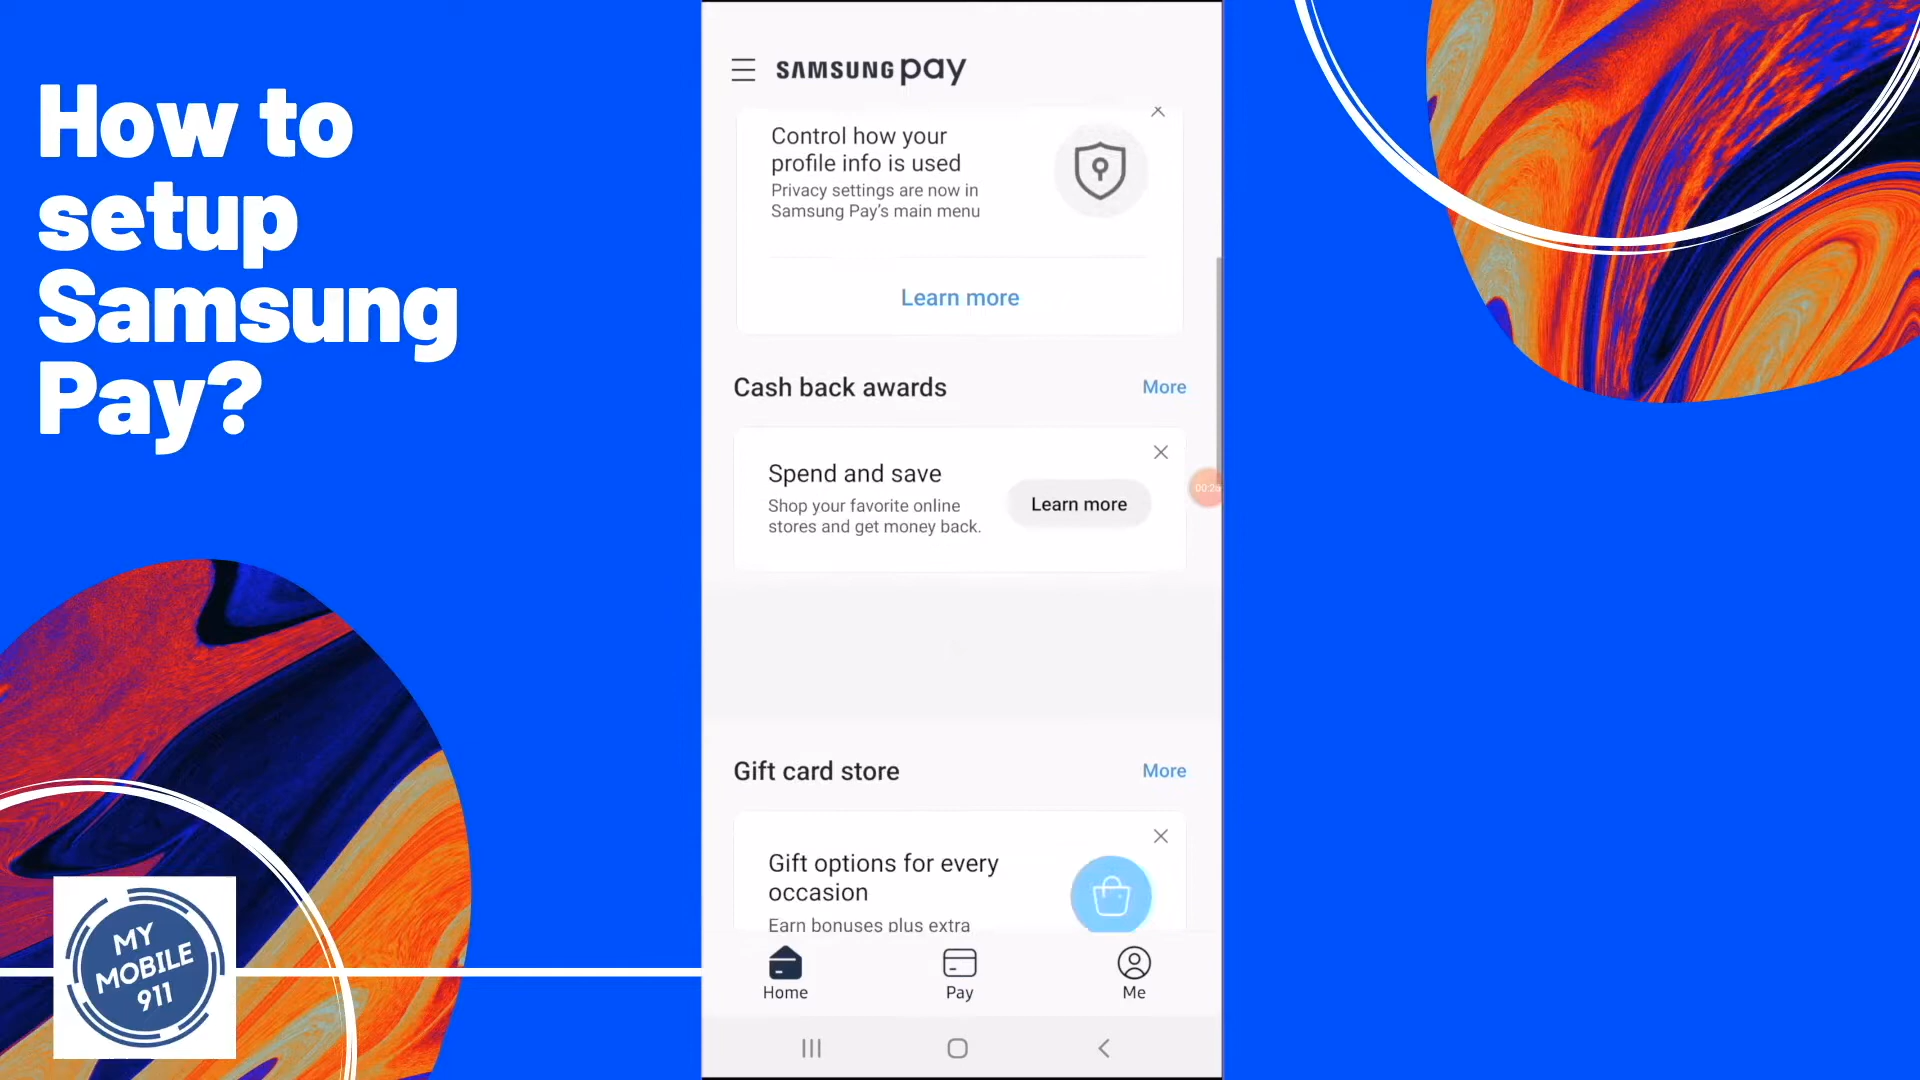 How to
setup
Samsung
Pay?
SAMSUNG pay
Control how your
profile info is used
Privacy settings are now in
Samsung Pay's main menu
Learn more
Cash back awards
More
Spend and save
Shop your favorite online
stores and get money back.
Learn more
Gift card store
More
Gift options for every
occasion
Earn bonuses plus extra
Home
Pay
Me
MY
MOBILE
911